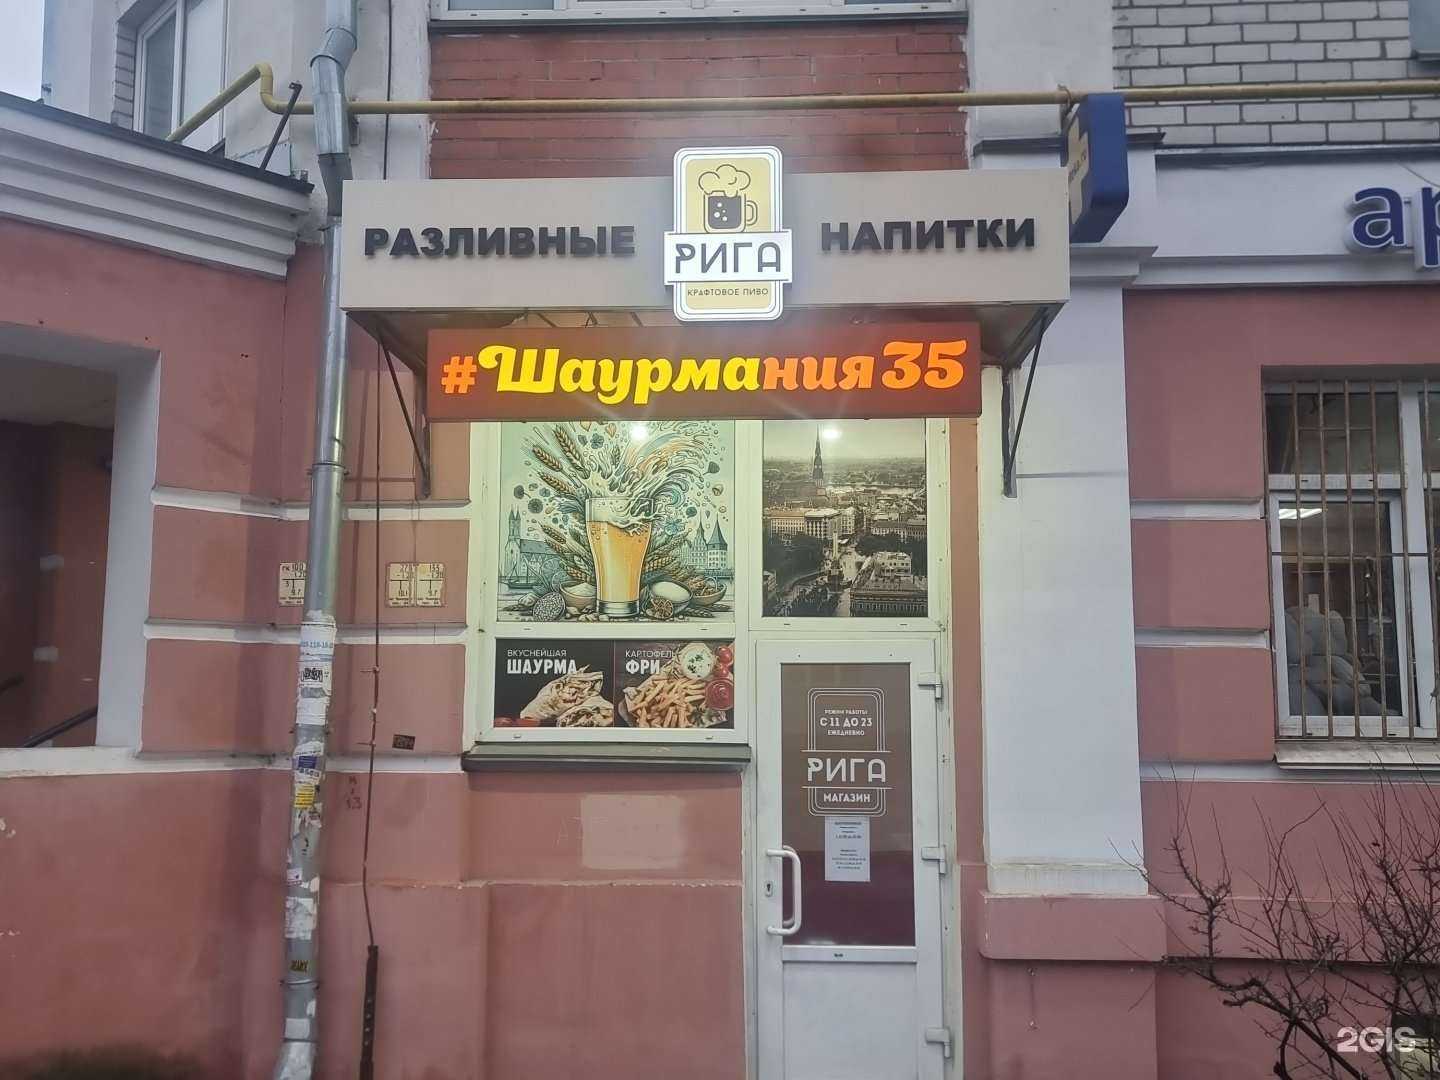 РАЗЛИВНЫЕ НАПИТКИ
РИГА
КРАФТОВОЕ ПИВО
#Шаурмания35
ар
ВКУСНЕЙШАЯ
ШАУРМА
КАРТОФЕЛЬ
ФРИ
РЕЖИМ РАБОТЫ
С 11 ДО 23
ЕЖЕДНЕВНО
РИГА
МАГАЗИН
2GIS